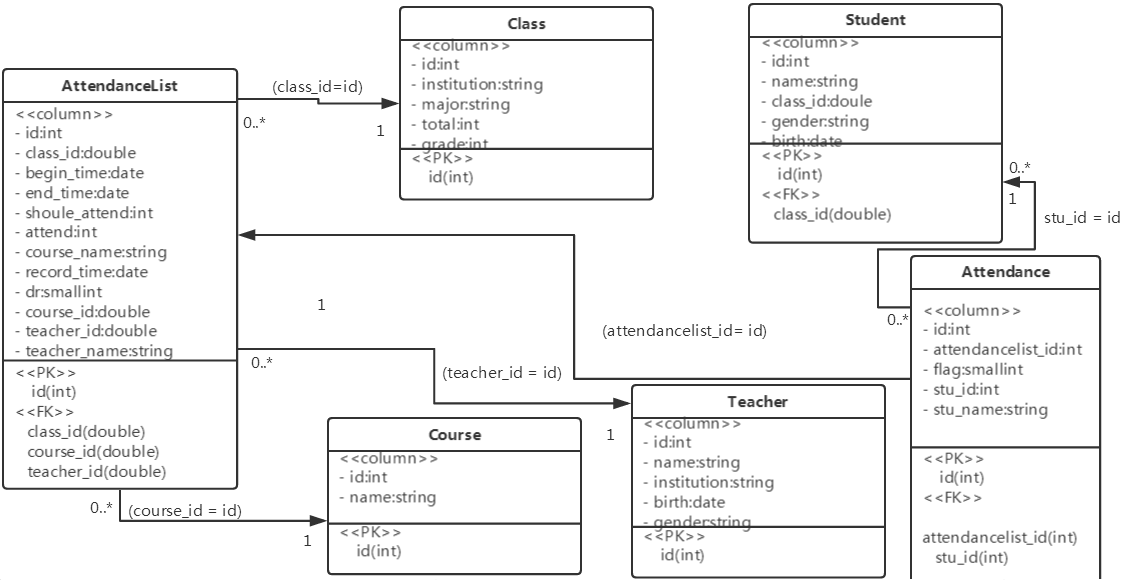 AttendanceList
<<column>>
- id:int
- class_id:double
- begin_time:date
- end_time:date
- shoule_attend:int
- attend:int
- course_name:string
- record_time:date
- dr:smallint
- course_id:double
- teacher_id:double
- teacher_name:string
<<PK>>
id(int)
<<FK>>
class_id(double)
course_id(double)
teacher_id(double)
(class_id=id)
0..*
1
Class
<<column>>
- id:int
- institution:string
- major:string
- total:int
- grade:int
<<PK>>
id(int)
Student
<<column>>
- id:int
- name:string
- class_id:doule
- gender:string
- birth:date
<<PK>>
id(int)
<<FK>>
class_id(double)
0..*
1
stu_id = id
0..*
Attendance
<<column>>
- id:int
- attendancelist_id:int
- flag:smallint
- stu_id:int
- stu_name:string
<<PK>>
id(int)
<<FK>>
attendancelist_id(int)
stu_id(int)
1
(attendancelist_id= id)
0..*
(teacher_id = id)
1
Teacher
<<column>>
- id:int
- name:string
- institution:string
- birth:date
- gender:string
<<PK>>
id(int)
Course
<<column>>
- id:int
- name:string
<<PK>>
id(int)
0..*
(course_id = id)
1